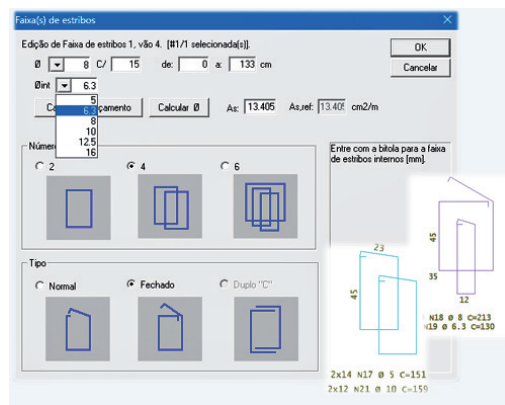 Faixa(s) de estribos
Edição de Faixa de estribos 1, vão 4. [#1/1 selecionada(s)].
Ø 8 C/ 15 de: 0 a: 133 cm
OK
Cancelar
Øint 6.3
5
6.3
8
10
12.5
16
Calcular Ø
As: 13.405 As,ref: 13.40 cm2/m
Entre com a bitola para a faixa
de estribos internos [mm].
2 4 6
Tipo
Normal Fechado Duplo "C"
45
35
12
N18 Ø 8 C=213
N19 Ø 6.3 C=130
23
45
2x14 N17 Ø 5 C=151
2x12 N21 Ø 10 C=159